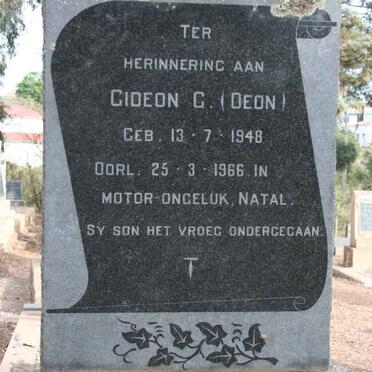 TER
HERINNERING AAN
GIDEON G. (DEON)
GEB. 13-7-1948
OORL. 25-3-1966 IN
MOTOR-ONGELUK, NATAL.
SY SON HET VROEG ONDERGEGAAN